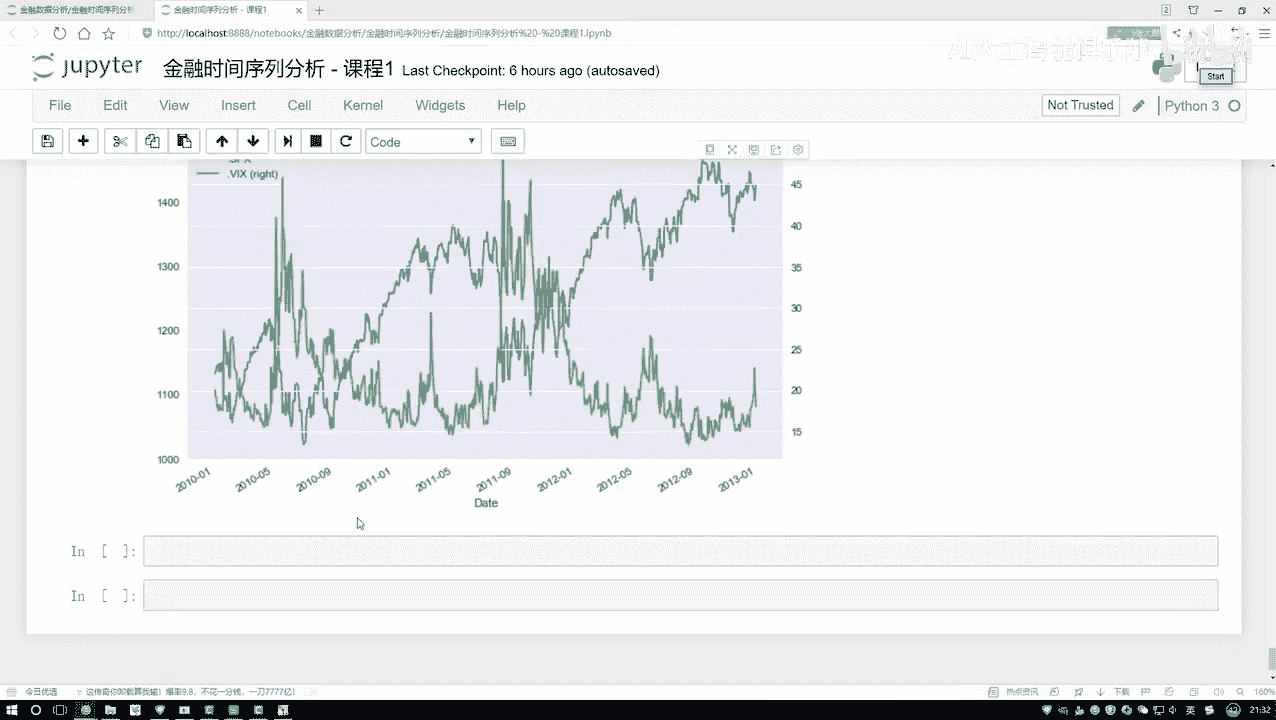 金融数据分析/金融时间序列分析
金融时间序列分析 - 课程1
2
http://localhost:8888/notebooks/金融数据分析/金融时间序列分析/金融时间序列分析%20-%20课程1.ipynb
jupyter 金融时间序列分析 - 课程1 Last Checkpoint: 6 hours ago (autosaved)
Start
File Edit View Insert Cell Kernel Widgets Help
Not Trusted
Python 3
Code
.VIX (right)
1400
1300
1200
1100
1000
45
40
35
30
25
20
15
2010-01 2010-05 2010-09 2011-01 2011-05 2011-09 2012-01 2012-05 2012-09 2013-01
Date
In [ ]:
In [ ]:
今日优选
这传奇你卸载算我输！爆率9.8，不花一分钱，一刀7777亿！
热点资讯
下载
160%
英
21:32